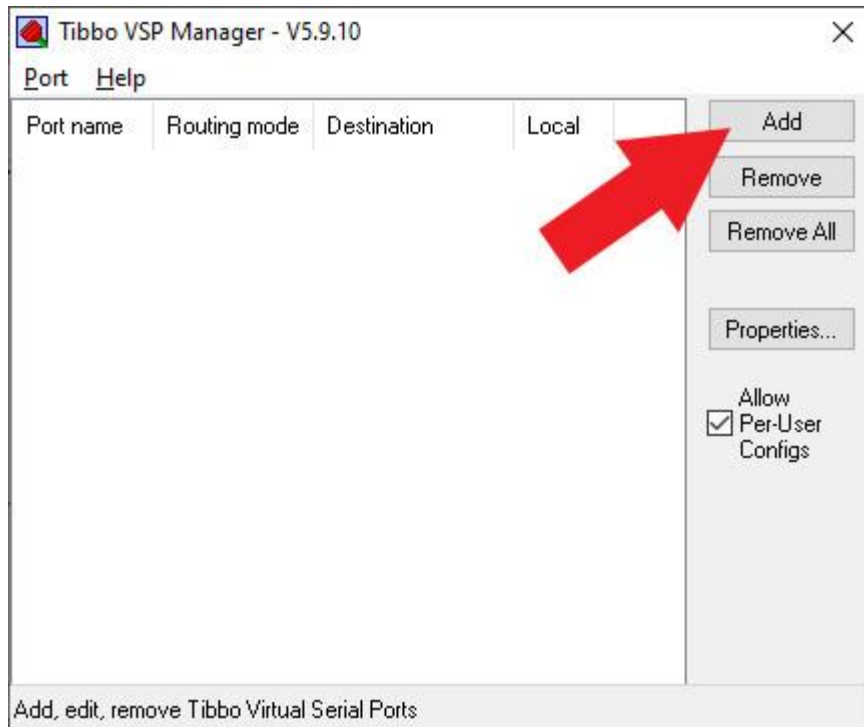 Tibbo VSP Manager - V5.9.10
Port Help
Port name Routing mode Destination Local
Add
Remove
Remove All
Properties...
Allow
Per-User
Configs
Add, edit, remove Tibbo Virtual Serial Ports